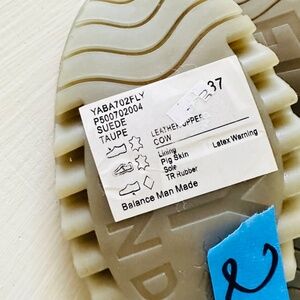 YABA702FLY
P500702004
SUEDE
TAUPE
37
LEATHER UPPER
COW
Lining
Pig Skin
Sole
TR Rubber
Balance Man Made
Latex Warning
ND